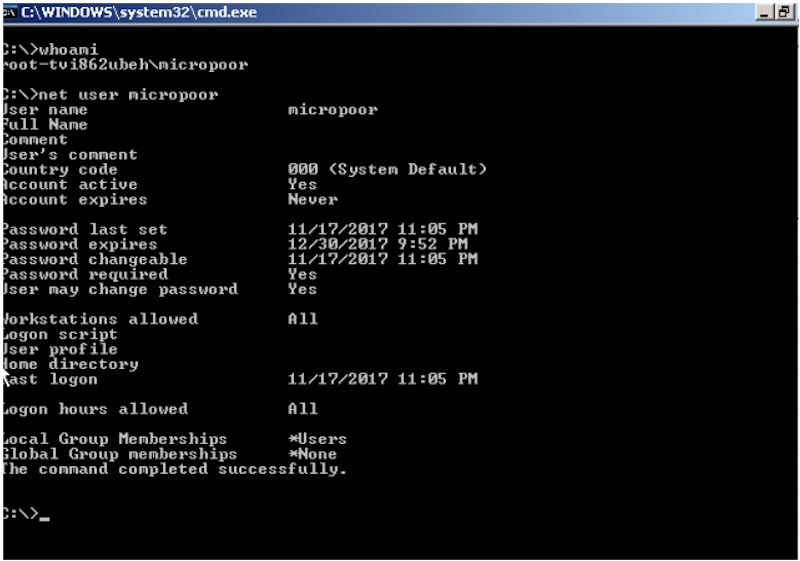 C:\WINDOWS\system32\cmd.exe
C:\>whoami
root-tvi862ubeh\micropoor
C:\>net user micropoor
User name micropoor
Full Name
Comment
User's comment
Country code 000 (System Default)
Account active Yes
Account expires Never
Password last set 11/17/2017 11:05 PM
Password expires 12/30/2017 9:52 PM
Password changeable 11/17/2017 11:05 PM
Password required Yes
User may change password Yes
Workstations allowed All
Logon script
User profile
Home directory
Last logon 11/17/2017 11:05 PM
Logon hours allowed All
Local Group Memberships *Users
Global Group memberships *None
The command completed successfully.
C:\>_